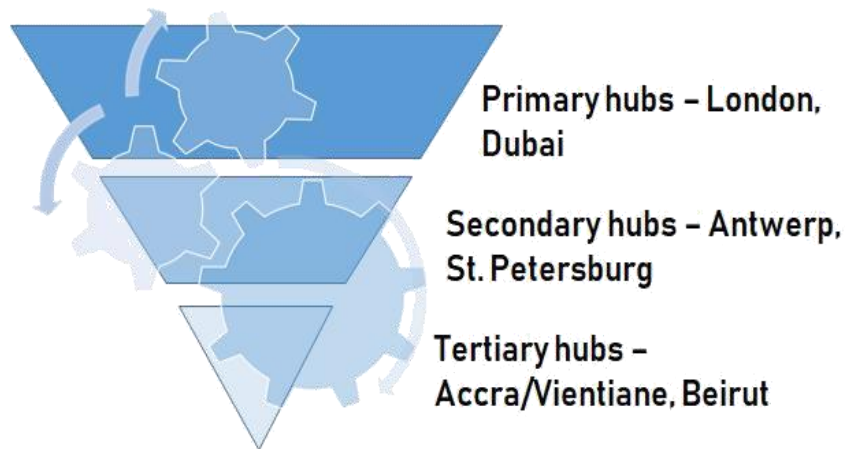 Primary hubs – London,
Dubai
Secondary hubs – Antwerp,
St. Petersburg
Tertiary hubs –
Accra/Vientiane, Beirut